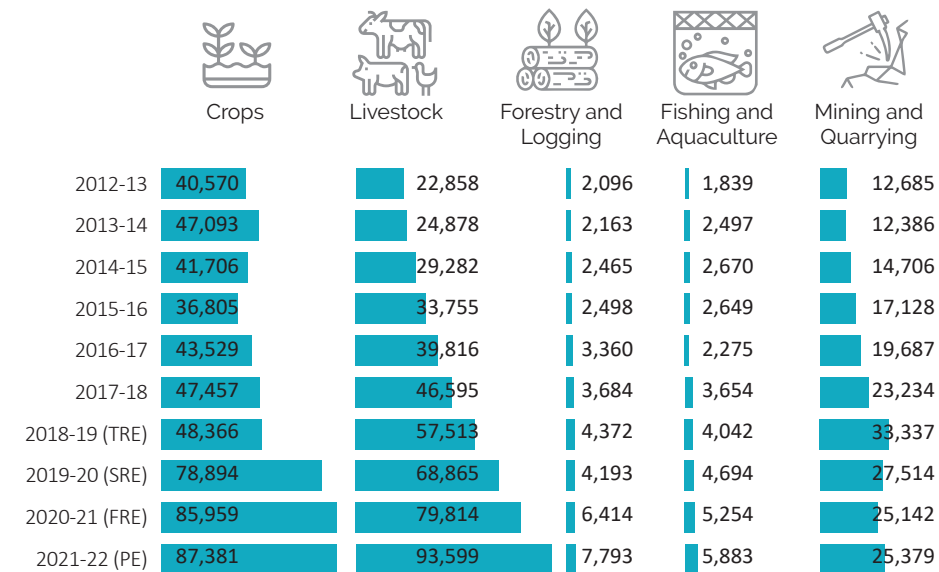 Crops Livestock Forestry and Logging Fishing and Aquaculture Mining and Quarrying
2012-13 40,570 22,858 2,096 1,839 12,685
2013-14 47,093 24,878 2,163 2,497 12,386
2014-15 41,706 29,282 2,465 2,670 14,706
2015-16 36,805 33,755 2,498 2,649 17,128
2016-17 43,529 39,816 3,360 2,275 19,687
2017-18 47,457 46,595 3,684 3,654 23,234
2018-19 (TRE) 48,366 57,513 4,372 4,042 33,337
2019-20 (SRE) 78,894 68,865 4,193 4,694 27,514
2020-21 (FRE) 85,959 79,814 6,414 5,254 25,142
2021-22 (PE) 87,381 93,599 7,793 5,883 25,379